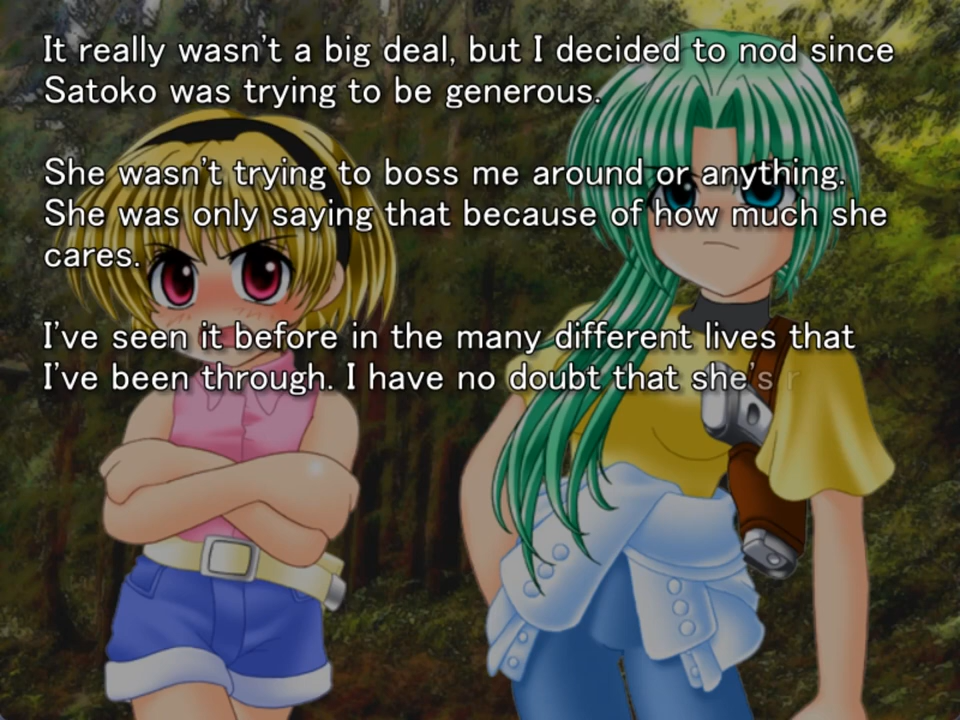 It really wasn't a big deal, but I decided to nod since
Satoko was trying to be generous.
She wasn't trying to boss me around or anything.
She was only saying that because of how much she
cares.
I've seen it before in the many different lives that
I've been through. I have no doubt that she's r